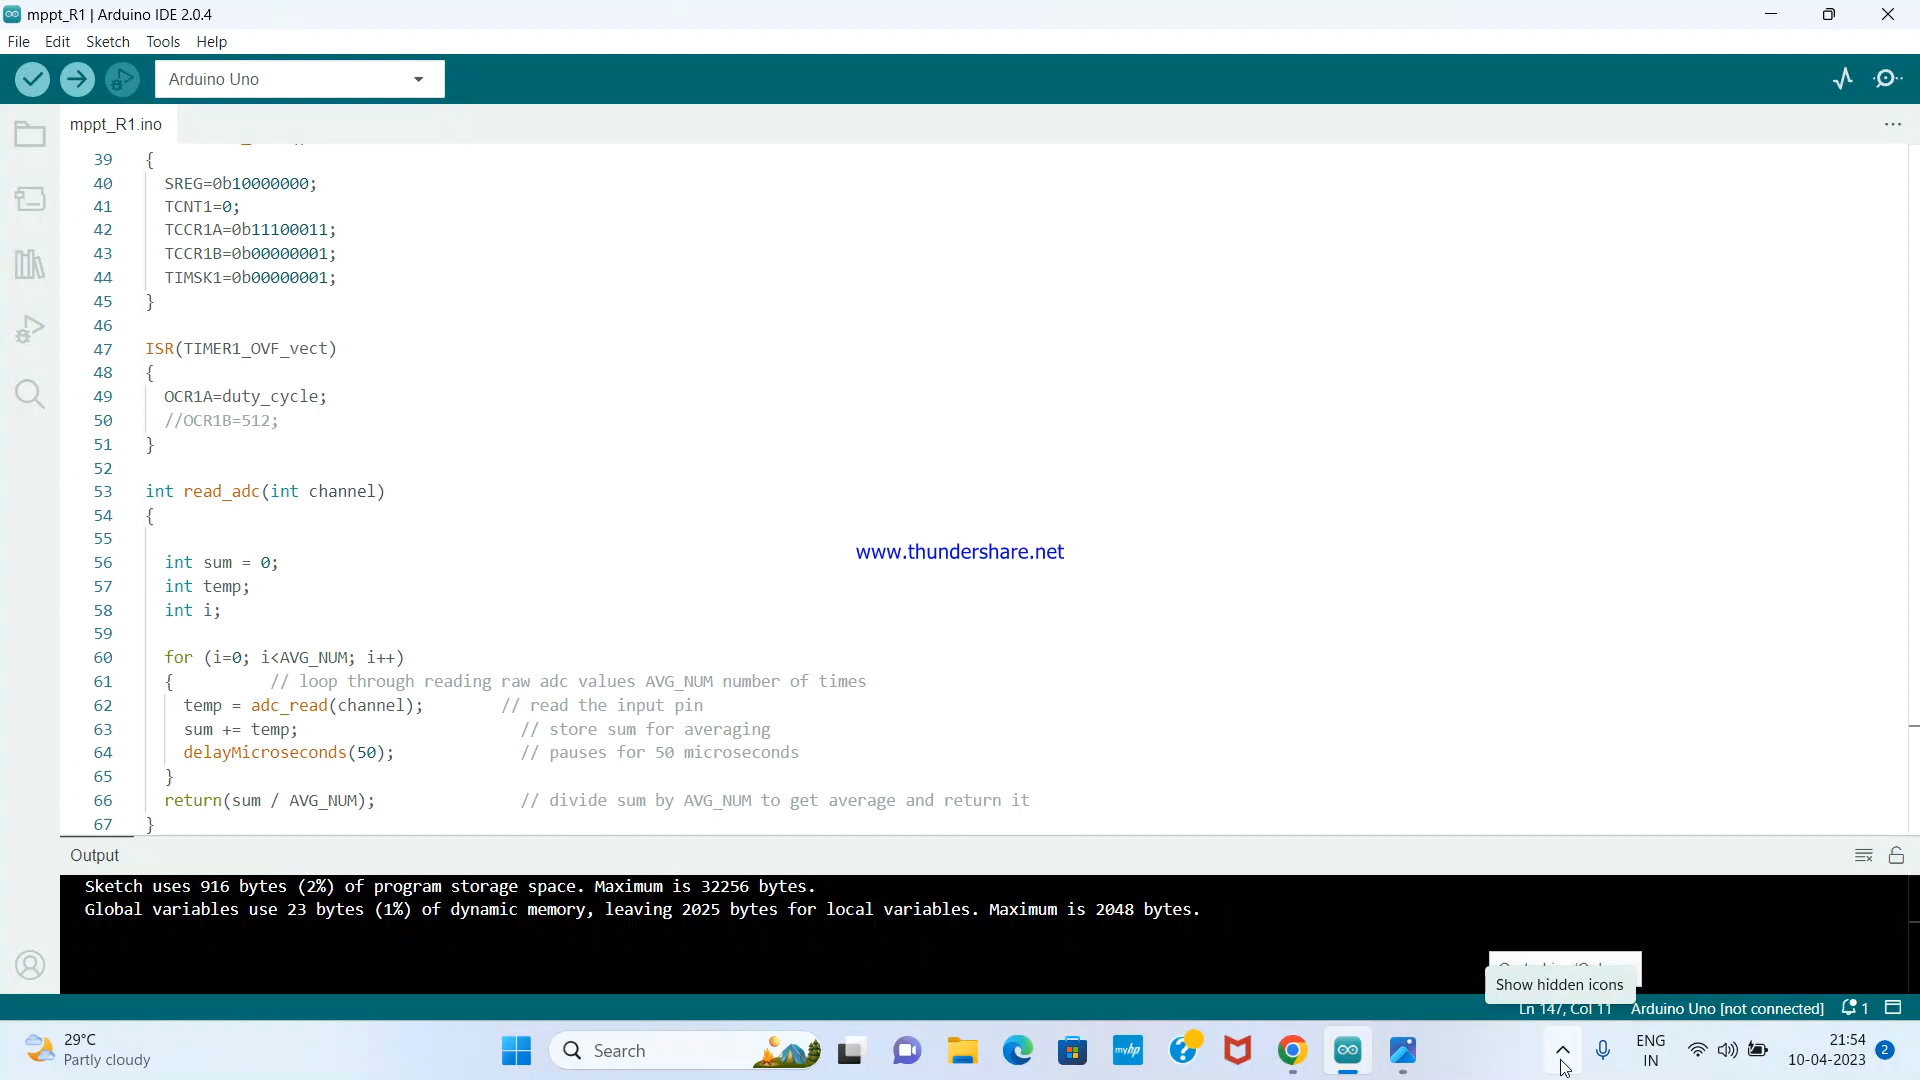 mppt_R1 | Arduino IDE 2.0.4
File Edit Sketch Tools Help
Arduino Uno
mppt_R1.ino
39 {
40 SREG=0b10000000;
41 TCNT1=0;
42 TCCR1A=0b11100011;
43 TCCR1B=0b00000001;
44 TIMSK1=0b00000001;
45 }
46
47 ISR(TIMER1_OVF_vect)
48 {
49 OCR1A=duty_cycle;
50 //OCR1B=512;
51 }
52
53 int read_adc(int channel)
54 {
55
www.thundershare.net
56 int sum = 0;
57 int temp;
58 int i;
59
60 for (i=0; i<AVG_NUM; i++)
61 { // loop through reading raw adc values AVG_NUM number of times
62 temp = adc_read(channel); // read the input pin
63 sum += temp; // store sum for averaging
64 delayMicroseconds(50); // pauses for 50 microseconds
65 }
66 return(sum / AVG_NUM); // divide sum by AVG_NUM to get average and return it
67 }
Output
Sketch uses 916 bytes (2%) of program storage space. Maximum is 32256 bytes.
Global variables use 23 bytes (1%) of dynamic memory, leaving 2025 bytes for local variables. Maximum is 2048 bytes.
Show hidden icons
Ln 147, Col 11 Arduino Uno [not connected] 1
29°C
Partly cloudy
Search
myhp
ENG
IN
21:54
10-04-2023
2